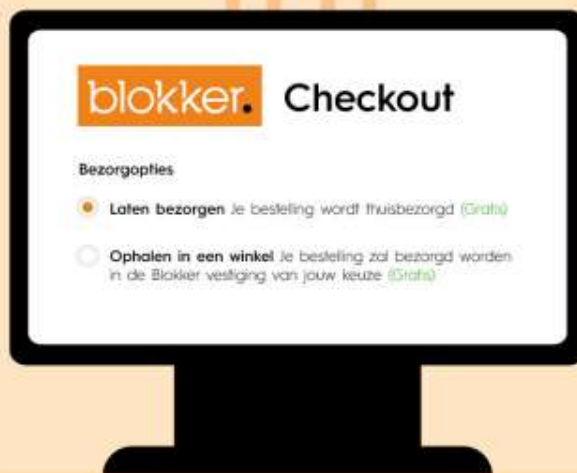 blokker. Checkout
Bezorgopties
Laten bezorgen Je bestelling wordt thuisbezorgd (Gratis)
Ophalen in een winkel Je bestelling zal bezorgd worden
in de Blokker vestiging van jouw keuze (Gratis)